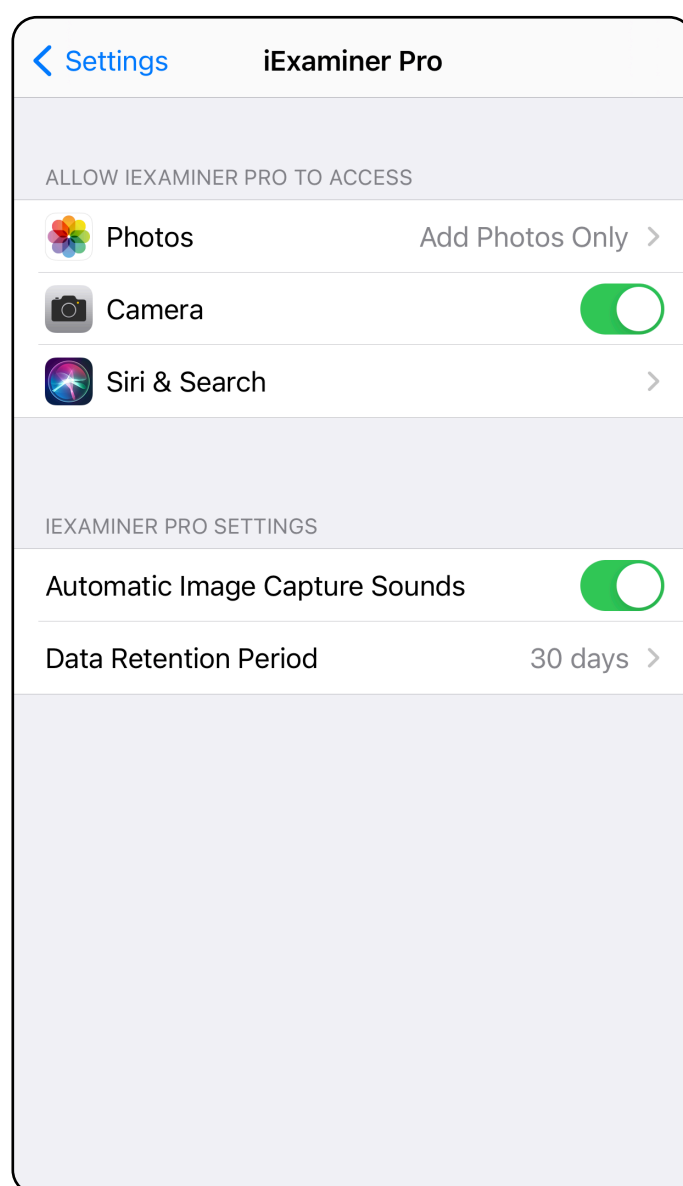 Settings iExaminer Pro
ALLOW IEXAMINER PRO TO ACCESS
Photos Add Photos Only
Camera
Siri & Search
IEXAMINER PRO SETTINGS
Automatic Image Capture Sounds
Data Retention Period 30 days